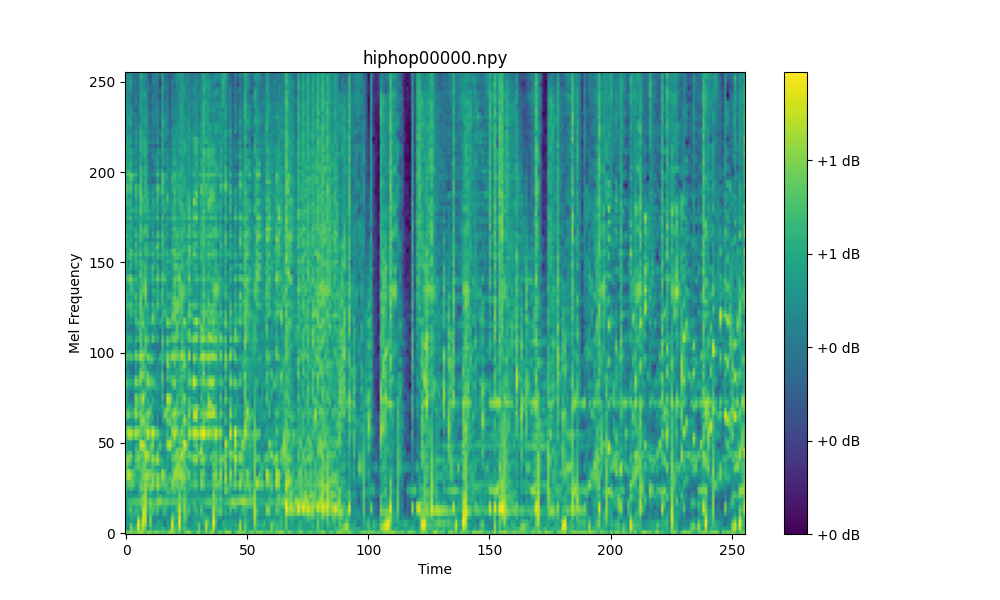 hiphop00000.npy
250
200
150
100
50
0
Mel Frequency
0 50 100 150 200 250
Time
+1 dB
+1 dB
+0 dB
+0 dB
+0 dB